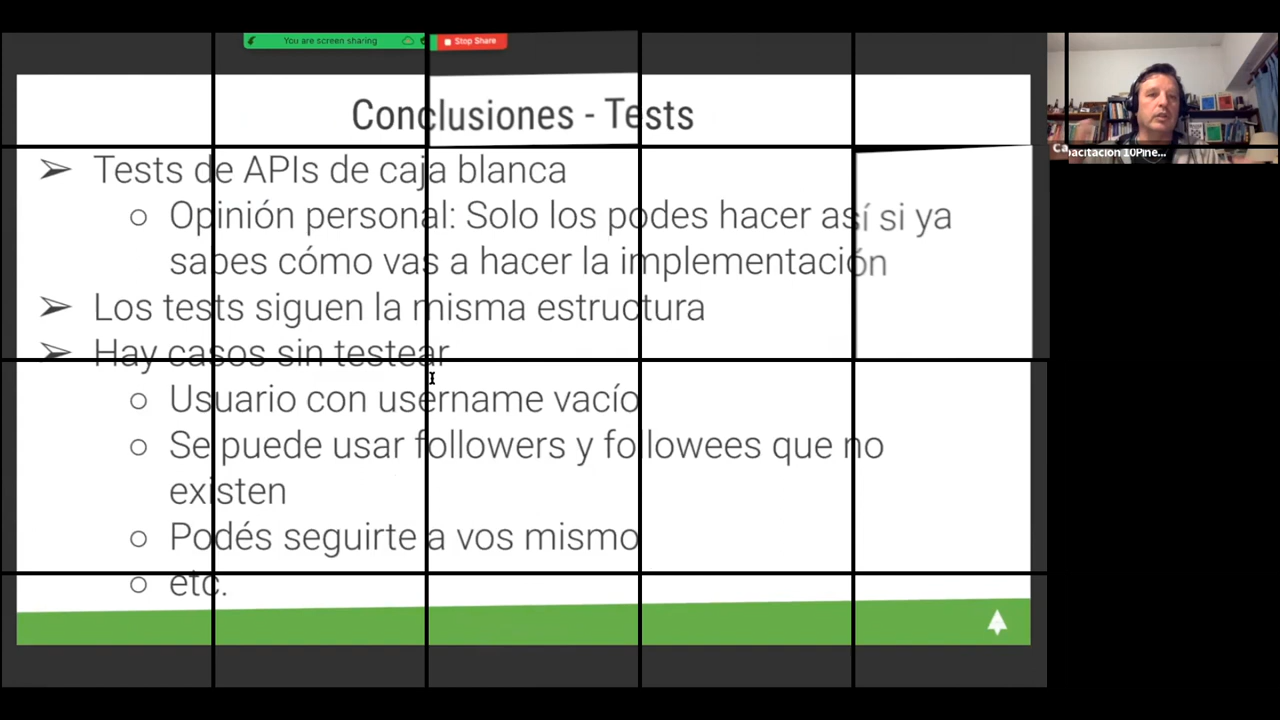 You are screen sharing
Stop Share
Conclusiones - Tests
➢ Tests de APIs de caja blanca
○ Opinión personal: Solo los podes hacer así si ya
sabes cómo vas a hacer la implementación
➢ Los tests siguen la misma estructura
➢ Hay casos sin testear
○ Usuario con username vacío
○ Se puede usar followers y followees que no
existen
○ Podés seguirte a vos mismo
○ etc.
Capacitacion 10Pine...